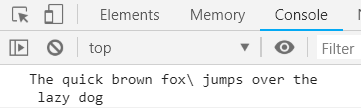 Elements Memory Console
top Filter
The quick brown fox\ jumps over the
lazy dog